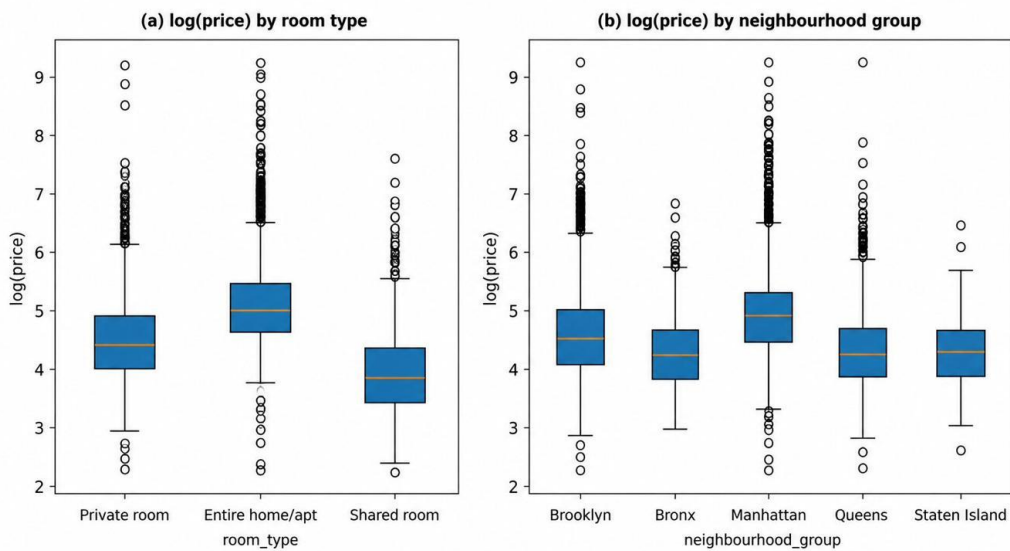 (a) log(price) by room type
log(price)
9
8
7
6
5
4
3
2
Private room Entire home/apt Shared room
room_type
(b) log(price) by neighbourhood group
log(price)
9
8
7
6
5
4
3
2
Brooklyn Bronx Manhattan Queens Staten Island
neighbourhood_group